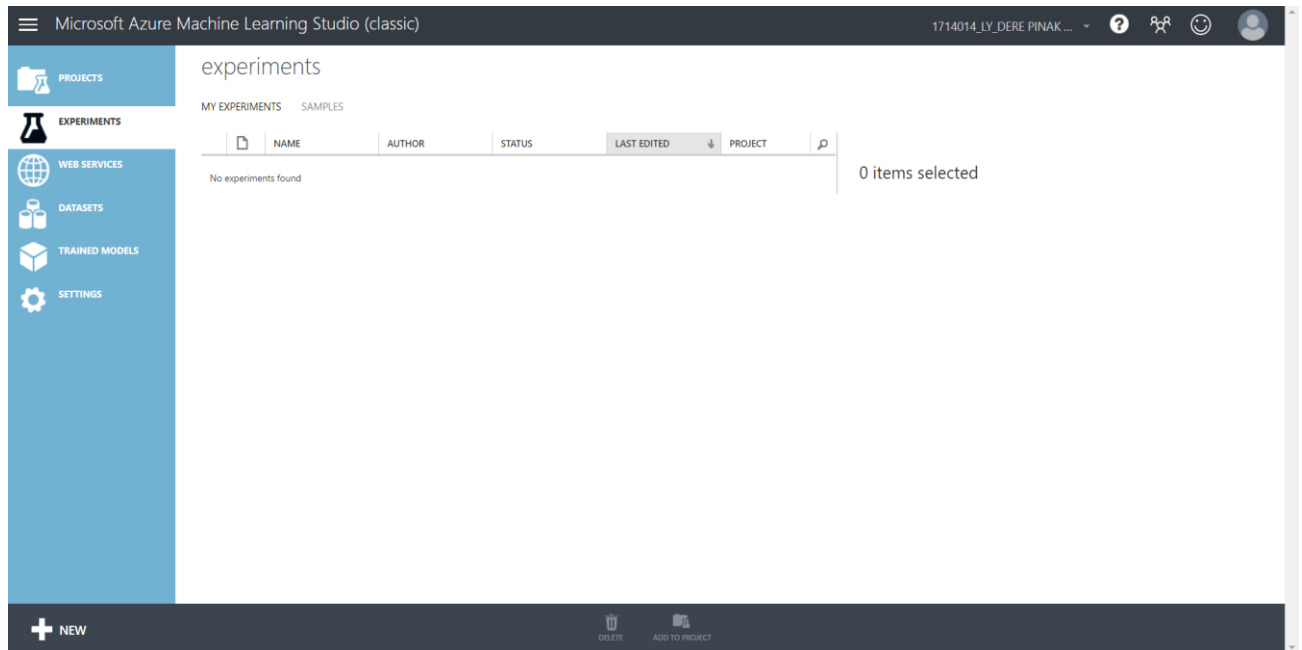 Microsoft Azure Machine Learning Studio (classic) 1714014_LY_DERE PINAK ...
PROJECTS
EXPERIMENTS
WEB SERVICES
DATASETS
TRAINED MODELS
SETTINGS
experiments
MY EXPERIMENTS SAMPLES
NAME AUTHOR STATUS LAST EDITED PROJECT
No experiments found
0 items selected
NEW
DELETE ADD TO PROJECT